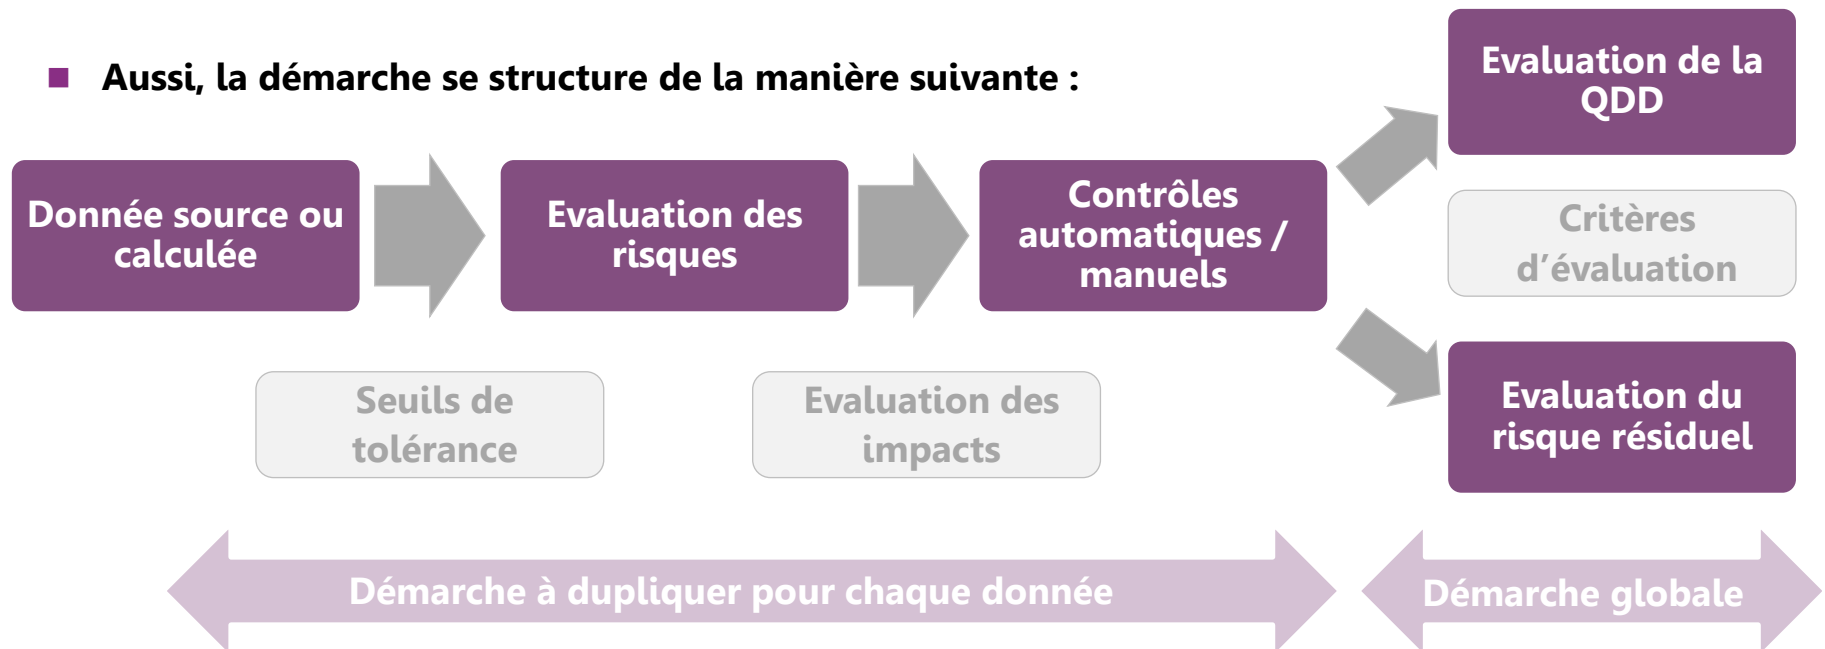 Aussi, la démarche se structure de la manière suivante :
Donnée source ou
calculée
Evaluation des
risques
Contrôles
automatiques /
manuels
Evaluation de la
QDD
Critères
d’évaluation
Evaluation du
risque résiduel
Seuils de
tolérance
Evaluation des
impacts
Démarche à dupliquer pour chaque donnée
Démarche globale